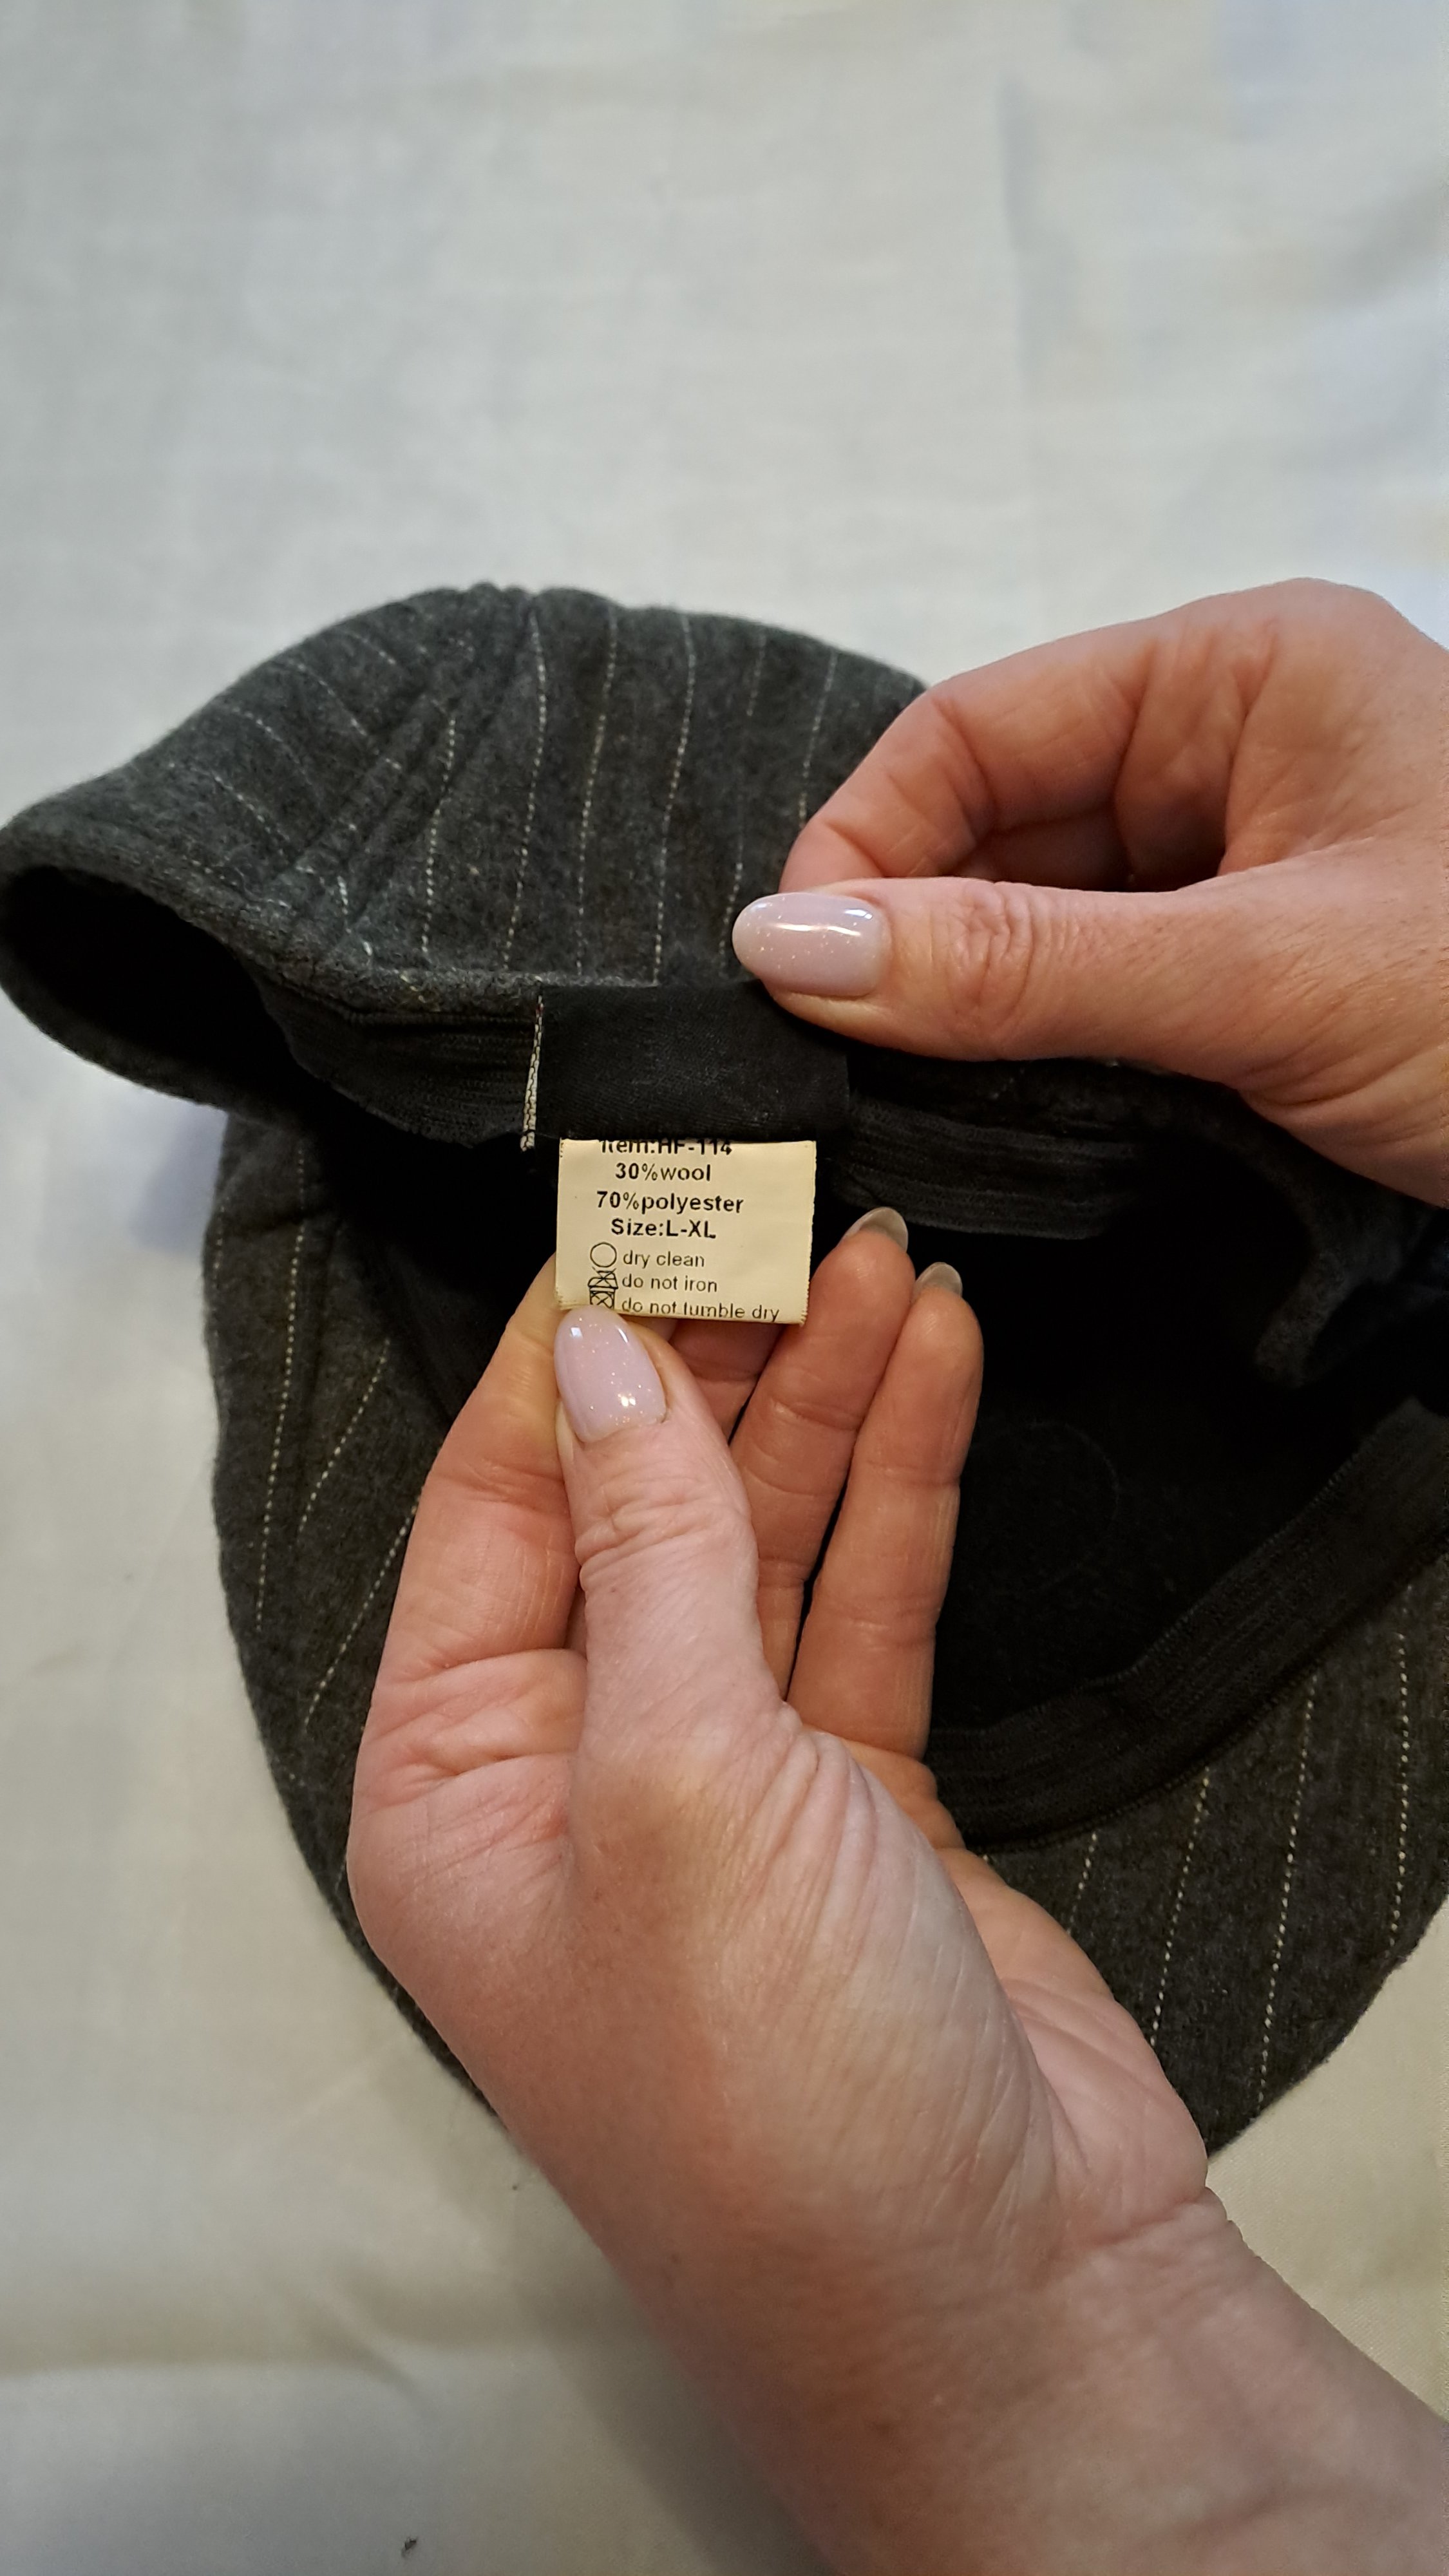 Item:HF-114
30%wool
70%polyester
Size:L-XL
dry clean
do not iron
do not tumble dry